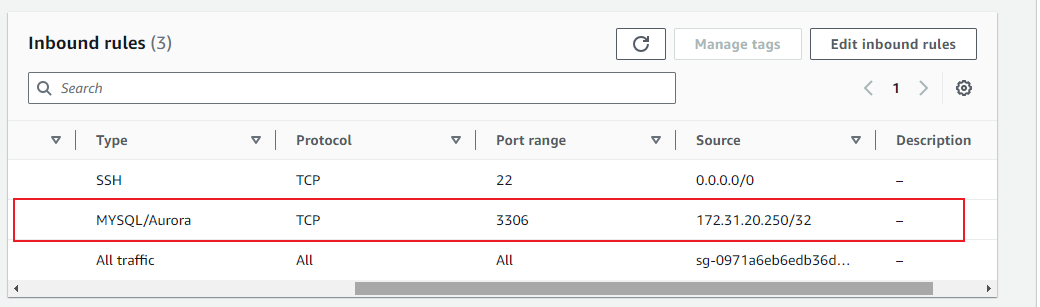 Inbound rules (3)
Manage tags
Edit inbound rules
Search
1
Type Protocol Port range Source Description
SSH TCP 22 0.0.0.0/0 –
MYSQL/Aurora TCP 3306 172.31.20.250/32 –
All traffic All All sg-0971a6eb6edb36d... –